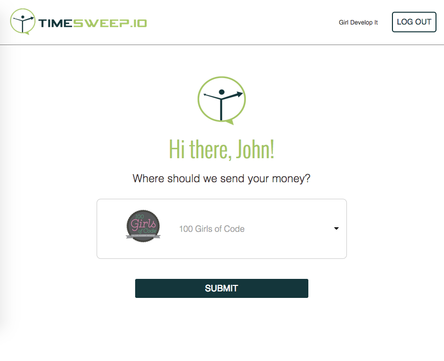 TIMESWEEP.IO
Girl Develop It
LOG OUT
Hi there, John!
Where should we send your money?
Girls
100 Girls of Code
SUBMIT